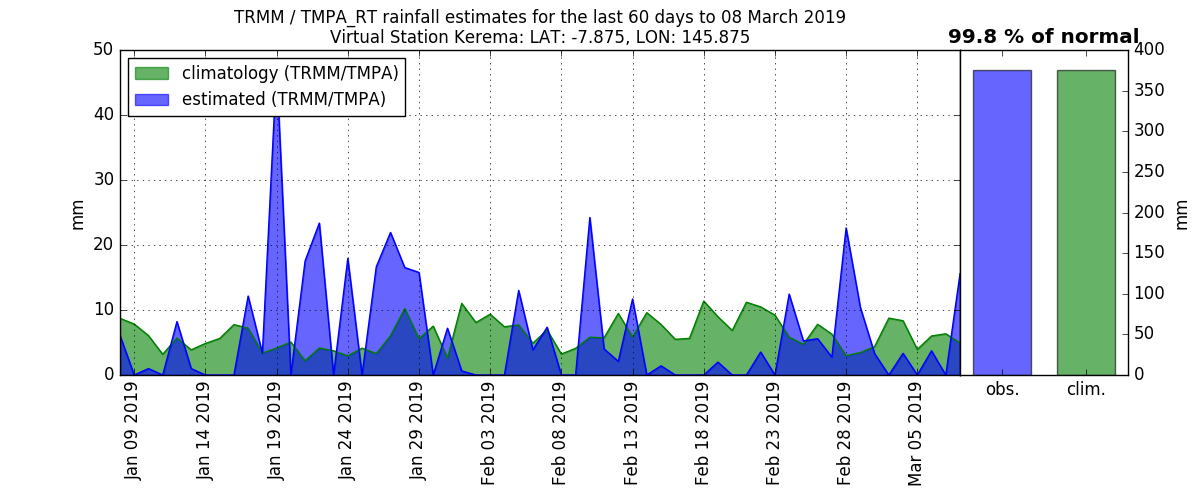 TRMM / TMPA_RT rainfall estimates for the last 60 days to 08 March 2019
Virtual Station Kerema: LAT: -7.875, LON: 145.875
99.8 % of normal
climatology (TRMM/TMPA)
estimated (TRMM/TMPA)
mm
50
40
30
20
10
0
Jan 09 2019
Jan 14 2019
Jan 19 2019
Jan 24 2019
Jan 29 2019
Feb 03 2019
Feb 08 2019
Feb 13 2019
Feb 18 2019
Feb 23 2019
Feb 28 2019
Mar 05 2019
obs.
clim.
400
350
300
250
200
150
100
50
0
mm